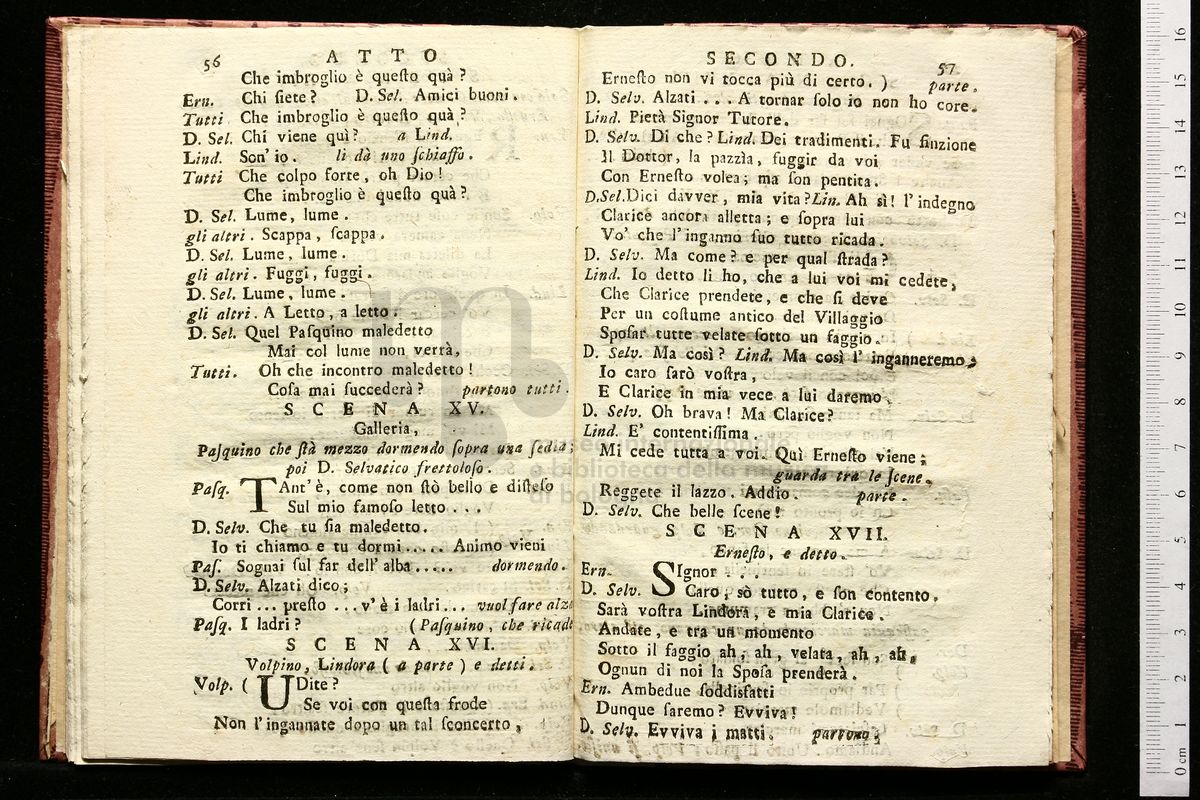 56 ATTO
Che imbroglio è queſto quà?
Ern. Chi ſiete? D. Sel. Amici buoni.
Tutti Che imbroglio è queſto quà?
D. Sel. Chi viene quì? a Lind.
Lind. Son' io. li dà uno ſchiaffo.
Tutti Che colpo forte, oh Dio!
Che imbroglio è queſto quà?
D. Sel. Lume, lume.
gli altri. Scappa, ſcappa.
D. Sel. Lume, lume.
gli altri. Fuggi, fuggi.
D. Sel. Lume, lume.
gli altri. A Letto, a letto.
D. Sel. Quel Paſquino maledetto
Mai col lume non verrà,
Tutti. Oh che incontro maledetto!
Coſa mai ſuccederà? partono tutti.
SCENA XV.
Galleria,
Paſquino che ſtà mezzo dormendo ſopra una ſedia;
poi D. Selvatico frettoloſo.
Paſq. TAnt'è, come non ſtò bello e diſteſo
Sul mio famoſo letto ...
D. Selv. Che tu ſia maledetto.
Io ti chiamo e tu dormi..... Animo vieni
Paſ. Sognai ſul far dell'alba..... dormendo.
D. Selv. Alzati dico;
Corri... preſto ...v'è i ladri... vuol fare alza
Paſq. I ladri? (Paſquino, che ricade
SCENA XVI.
Volpino, Lindora ( a parte ) e detti.
Volp. ( UDite?
Se voi con queſta frode
Non l'ingannate dopo un tal ſconcerto,
SECONDO. 57
Erneſto non vi tocca più di certo. ) parte.
D. Selv. Alzati ... A tornar ſolo io non ho core.
Lind. Pietà Signor Tutore.
D. Selv. Di che? Lind. Dei tradimenti. Fu finzione
Il Dottor, la pazzìa, fuggir da voi
Con Erneſto volea; ma ſon pentita.
D.Sel.Dici davver, mia vita?Lin. Ah sì! l'indegno
Clarice ancora alletta; e ſopra lui
Vo' che l'inganno ſuo tutto ricada.
D. Selv. Ma come? e per qual ſtrada?
Lind. Io detto li ho, che a lui voi mi cedete,
Che Clarice prendete, e che ſi deve
Per un coſtume antico del Villaggio
Spoſar tutte velate ſotto un faggio.
D. Selv. Ma così? Lind. Ma così l'inganneremo;
Io caro ſarò voſtra,
E Clarice in mia vece a lui daremo.
D. Selv. Oh brava! Ma Clarice?
Lind. E' contentiſſima.
Mi cede tutta a voi. Quì Erneſto viene;
guarda tra le ſcene.
Reggete il lazzo. Addio. parte.
D. Selv. Che belle ſcene!
SCENA XVII.
Erneſto, e detto.
Ern. SIgnor ...
D. Selv. Caro, sò tutto, e ſon contento.
Sarà voſtra Lindora, e mia Clarice.
Andate, e tra un momento
Sotto il faggio ah, ah, velata, ah, ah,
Ognun di noi la Spoſa prenderà.
Ern. Ambedue ſoddisfatti
Dunque ſaremo? Evviva!
D. Selv. Evviva i matti. partono.